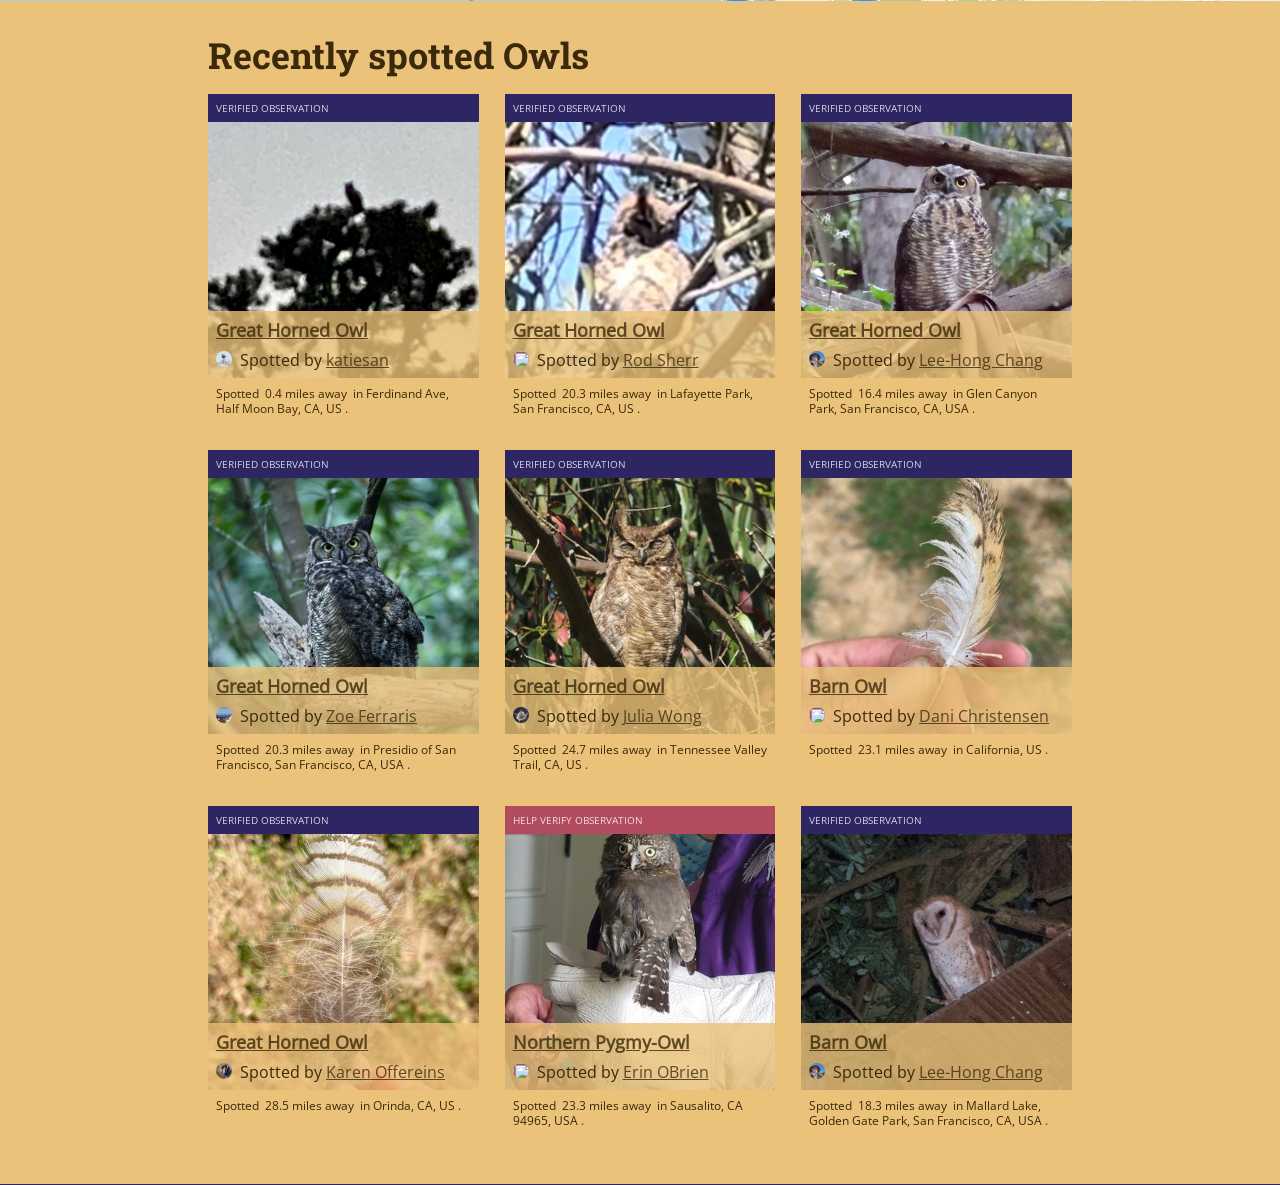 Recently spotted Owls
VERIFIED OBSERVATION
Great Horned Owl
Spotted by katiesan
Spotted 0.4 miles away in Ferdinand Ave,
Half Moon Bay, CA, US .
VERIFIED OBSERVATION
Great Horned Owl
Spotted by Rod Sherr
Spotted 20.3 miles away in Lafayette Park,
San Francisco, CA, US .
VERIFIED OBSERVATION
Great Horned Owl
Spotted by Lee-Hong Chang
Spotted 16.4 miles away in Glen Canyon
Park, San Francisco, CA, USA .
VERIFIED OBSERVATION
Great Horned Owl
Spotted by Zoe Ferraris
Spotted 20.3 miles away in Presidio of San
Francisco, San Francisco, CA, USA .
VERIFIED OBSERVATION
Great Horned Owl
Spotted by Julia Wong
Spotted 24.7 miles away in Tennessee Valley
Trail, CA, US .
VERIFIED OBSERVATION
Barn Owl
Spotted by Dani Christensen
Spotted 23.1 miles away in California, US .
VERIFIED OBSERVATION
Great Horned Owl
Spotted by Karen Offereins
Spotted 28.5 miles away in Orinda, CA, US .
HELP VERIFY OBSERVATION
Northern Pygmy-Owl
Spotted by Erin OBrien
Spotted 23.3 miles away in Sausalito, CA
94965, USA .
VERIFIED OBSERVATION
Barn Owl
Spotted by Lee-Hong Chang
Spotted 18.3 miles away in Mallard Lake,
Golden Gate Park, San Francisco, CA, USA .